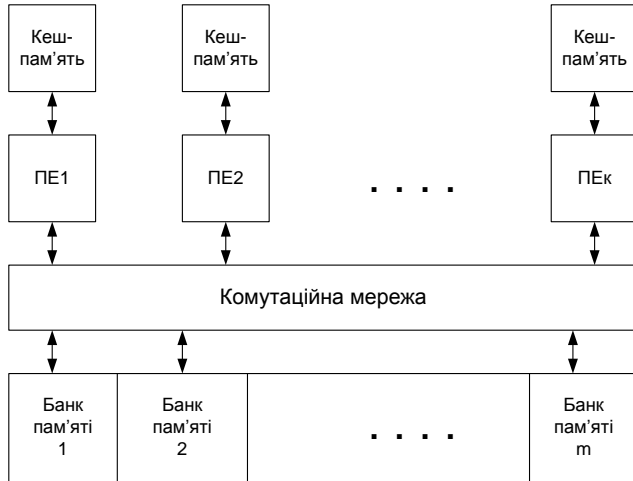 Кеш-
пам’ять
Кеш-
пам’ять
Кеш-
пам’ять
ПЕ1
ПЕ2
. . . .
ПЕк
Комутаційна мережа
Банк
пам’яті
1
Банк
пам’яті
2
. . . .
Банк
пам’яті
m